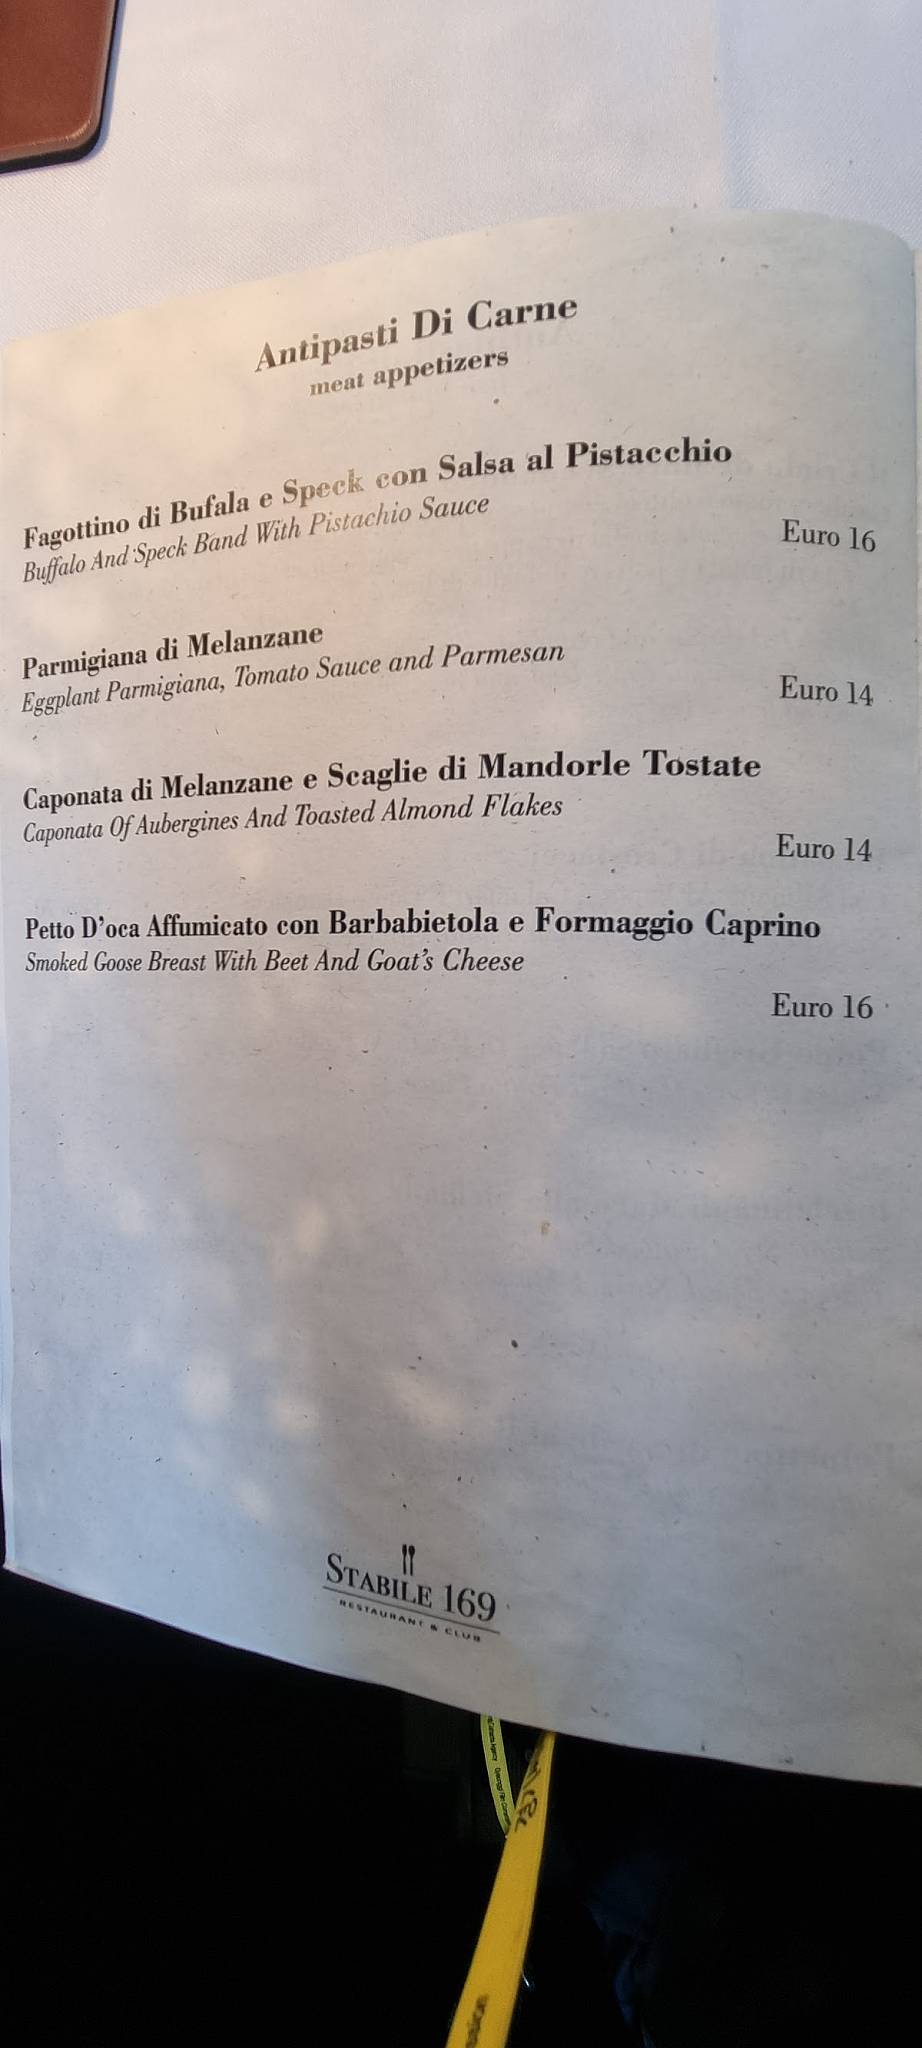 Antipasti Di Carne
meat appetizers
Fagottino di Bufala e Speck con Salsa al Pistacchio
Buffalo And Speck Band With Pistachio Sauce
Euro 16
Parmigiana di Melanzane
Eggplant Parmigiana, Tomato Sauce and Parmesan
Euro 14
Caponata di Melanzane e Scaglie di Mandorle Tostate
Caponata Of Aubergines And Toasted Almond Flakes
Euro 14
Petto D'oca Affumicato con Barbabietola e Formaggio Caprino
Smoked Goose Breast With Beet And Goat's Cheese
Euro 16
STABILE 169
RESTAURANT & CLUB